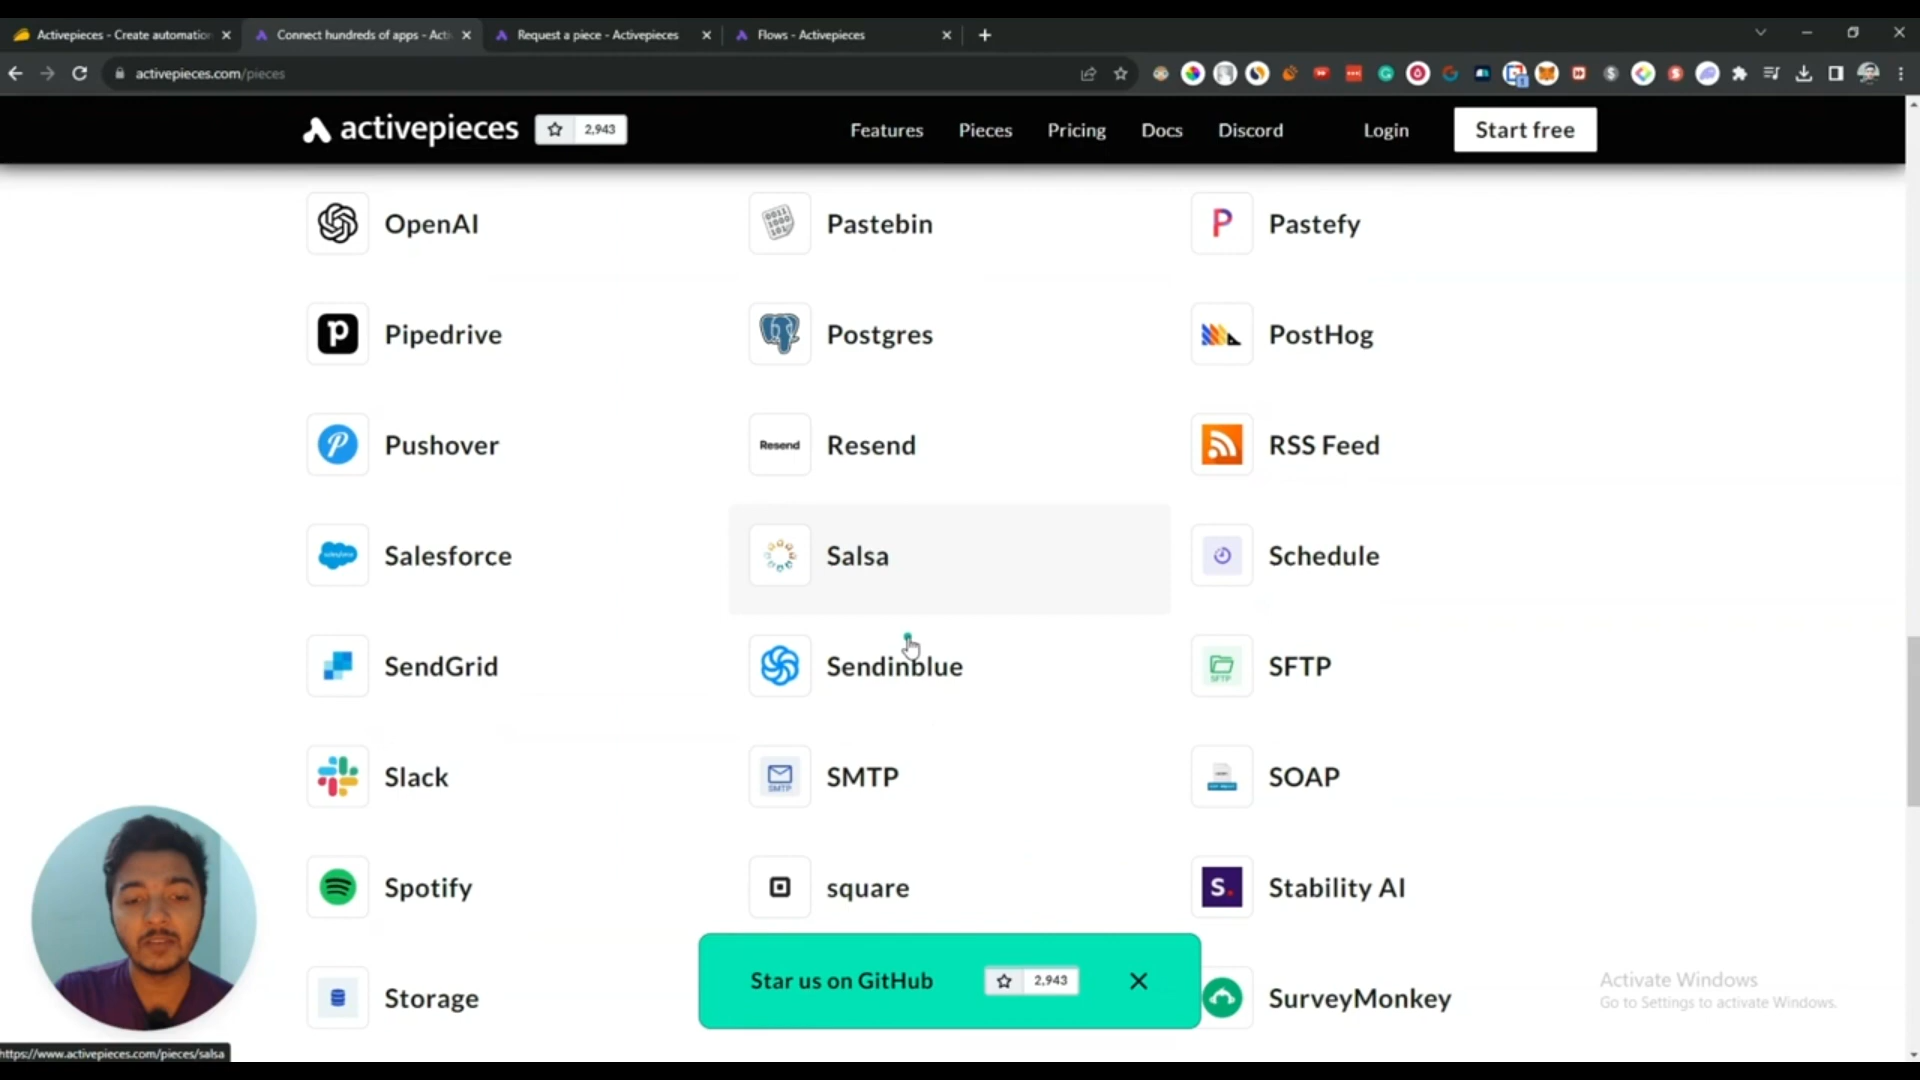 Activepieces - Create automation
Connect hundreds of apps - Acti
Request a piece - Activepieces
Flows - Activepieces
activepieces.com/pieces
activepieces
2,943
Features
Pieces
Pricing
Docs
Discord
Login
Start free
OpenAI
Pastebin
Pastefy
Pipedrive
Postgres
PostHog
Pushover
Resend
Resend
RSS Feed
Salesforce
Salsa
Schedule
SendGrid
Sendinblue
SFTP
SFTP
Slack
SMTP
SMTP
SOAP
Spotify
square
S.
Stability AI
Storage
Star us on GitHub
2,943
SurveyMonkey
Activate Windows
Go to Settings to activate Windows.
https://www.activepieces.com/pieces/salsa